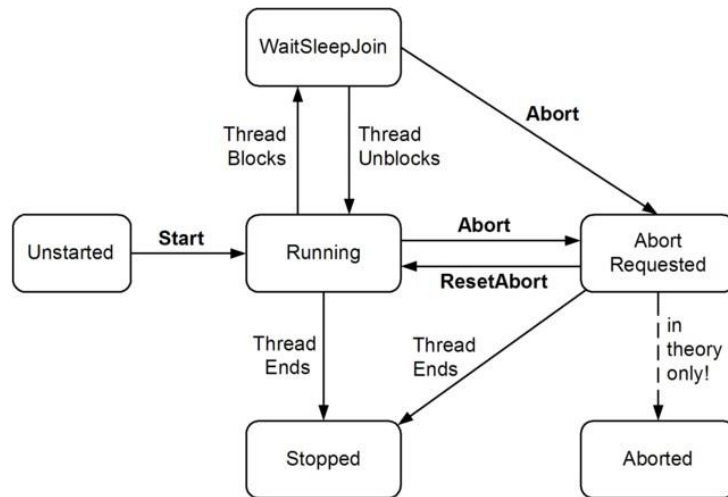 WaitSleepJoin
Abort
Thread
Blocks
Thread
Unblocks
Unstarted
Start
Running
Abort
ResetAbort
Abort
Requested
Thread
Ends
Thread
Ends
in
theory
only!
Stopped
Aborted